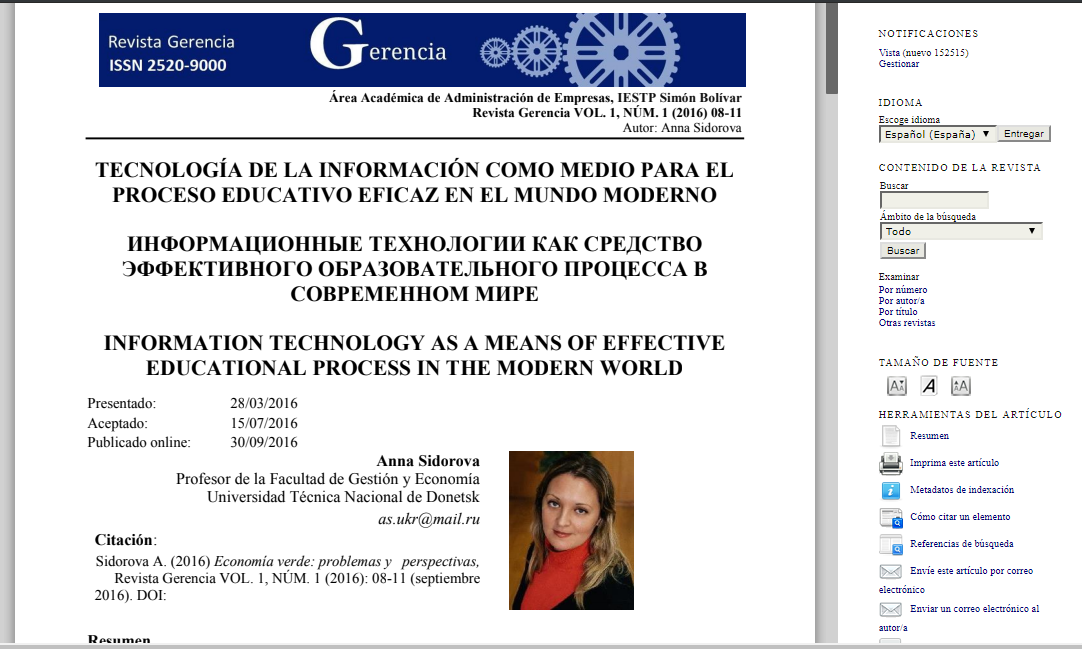 Revista Gerencia
ISSN 2520-9000
Gerencia
Área Académica de Administración de Empresas, IESTP Simón Bolívar
Revista Gerencia VOL. 1, NÚM. 1 (2016) 08-11
Autor: Anna Sidorova
TECNOLOGÍA DE LA INFORMACIÓN COMO MEDIO PARA EL
PROCESO EDUCATIVO EFICAZ EN EL MUNDO MODERNO
ИНФОРМАЦИОННЫЕ ТЕХНОЛОГИИ КАК СРЕДСТВО
ЭФФЕКТИВНОГО ОБРАЗОВАТЕЛЬНОГО ПРОЦЕССА В
СОВРЕМЕННОМ МИРЕ
INFORMATION TECHNOLOGY AS A MEANS OF EFFECTIVE
EDUCATIONAL PROCESS IN THE MODERN WORLD
Presentado: 28/03/2016
Aceptado: 15/07/2016
Publicado online: 30/09/2016
Anna Sidorova
Profesor de la Facultad de Gestión y Economía
Universidad Técnica Nacional de Donetsk
as.ukr@mail.ru
Citación:
Sidorova A. (2016) Economía verde: problemas y perspectivas,
Revista Gerencia VOL. 1, NÚM. 1 (2016): 08-11 (septiembre
2016). DOI:
Resumen
NOTIFICACIONES
Vista (nuevo 152515)
Gestionar
IDIOMA
Escoge idioma
Español (España) ▼ Entregar
CONTENIDO DE LA REVISTA
Buscar
Ámbito de la búsqueda
Todo ▼
Buscar
Examinar
Por número
Por autor/a
Por título
Otras revistas
TAMAÑO DE FUENTE
A A A A A
HERRAMIENTAS DEL ARTÍCULO
Resumen
Imprima este artículo
Metadatos de indexación
Cómo citar un elemento
Referencias de búsqueda
Envíe este artículo por correo
electrónico
Enviar un correo electrónico al
autor/a